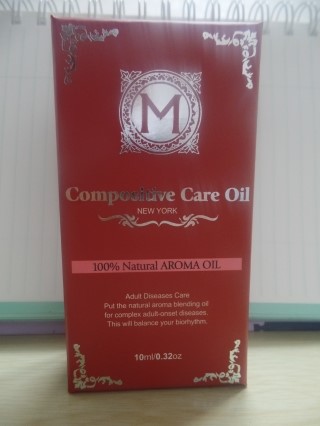 M
Compositive Care Oil
NEW YORK
100% Natural AROMA OIL
Adult Diseases Care
Put the natural aroma blending oil
for complex adult-onset diseases.
This will balance your biorhythm.
10ml/0.32oz